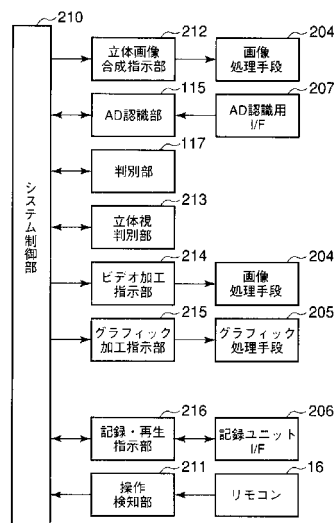 210
212
204
立体画像
合成指示部
画像
処理手段
115
207
AD認識部
AD認識用
I/F
117
判別部
213
システム制御部
立体視
判別部
214
204
ビデオ加工
指示部
画像
処理手段
215
205
グラフィック
加工指示部
グラフィック
処理手段
216
206
記録・再生
指示部
記録ユニット
I/F
211
16
操作
検知部
リモコン